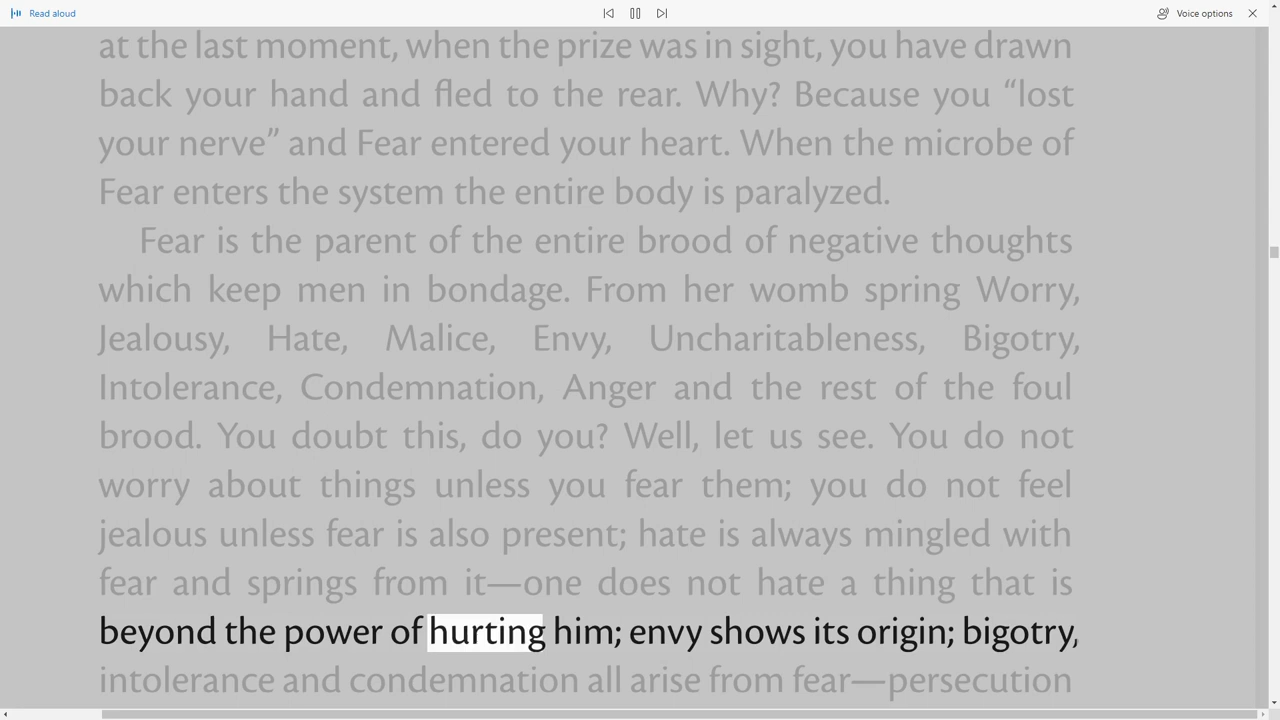 Read aloud
Voice options
at the last moment, when the prize was in sight, you have drawn
back your hand and fled to the rear. Why? Because you “lost
your nerve” and Fear entered your heart. When the microbe of
Fear enters the system the entire body is paralyzed.
Fear is the parent of the entire brood of negative thoughts
which keep men in bondage. From her womb spring Worry,
Jealousy, Hate, Malice, Envy, Uncharitableness, Bigotry,
Intolerance, Condemnation, Anger and the rest of the foul
brood. You doubt this, do you? Well, let us see. You do not
worry about things unless you fear them; you do not feel
jealous unless fear is also present; hate is always mingled with
fear and springs from it—one does not hate a thing that is
beyond the power of hurting him; envy shows its origin; bigotry,
intolerance and condemnation all arise from fear—persecution